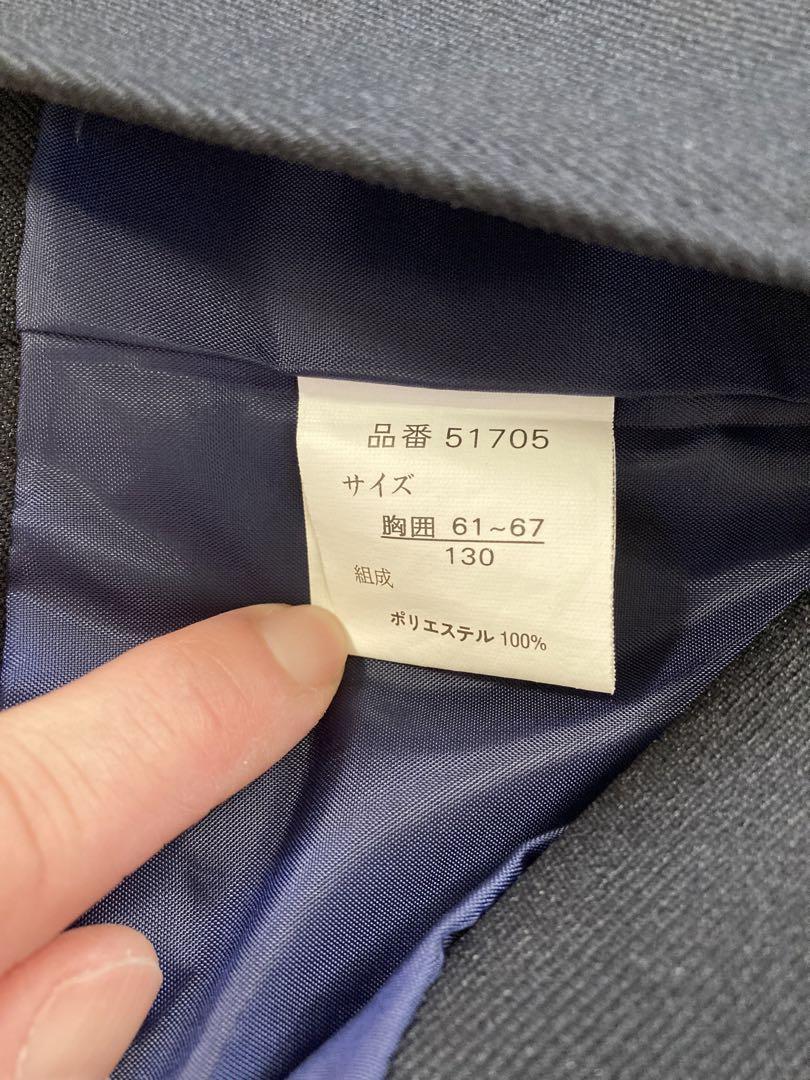 品番 51705
サイズ
胸囲 61~67
130
組成
ポリエステル 100%